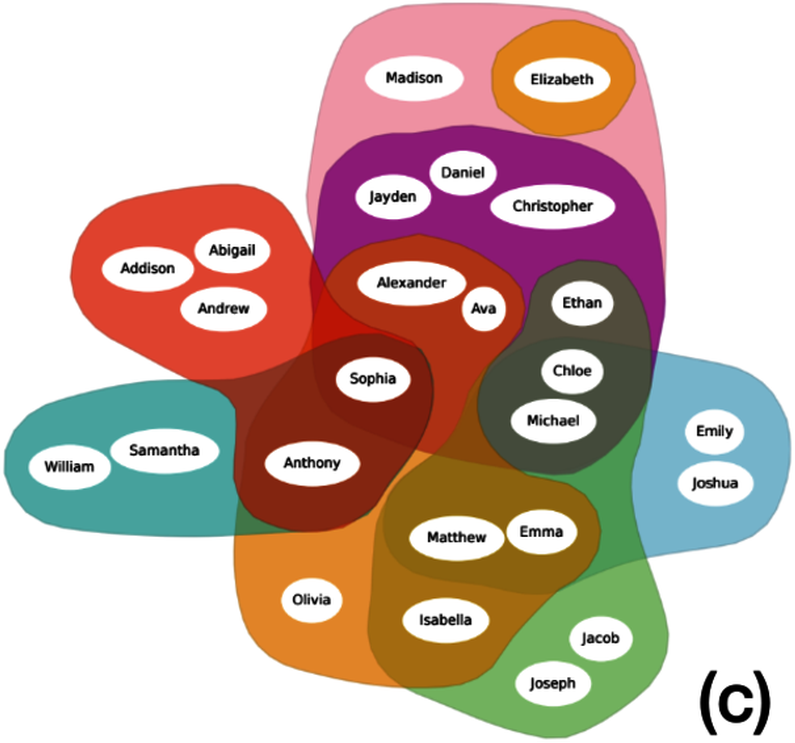 Madison
Elizabeth
Daniel
Jayden
Christopher
Abigail
Addison
Andrew
Alexander
Ava
Ethan
Sophia
Chloe
Michael
Emily
Samantha
William
Anthony
Joshua
Matthew
Emma
Olivia
Isabella
Jacob
Joseph
(c)